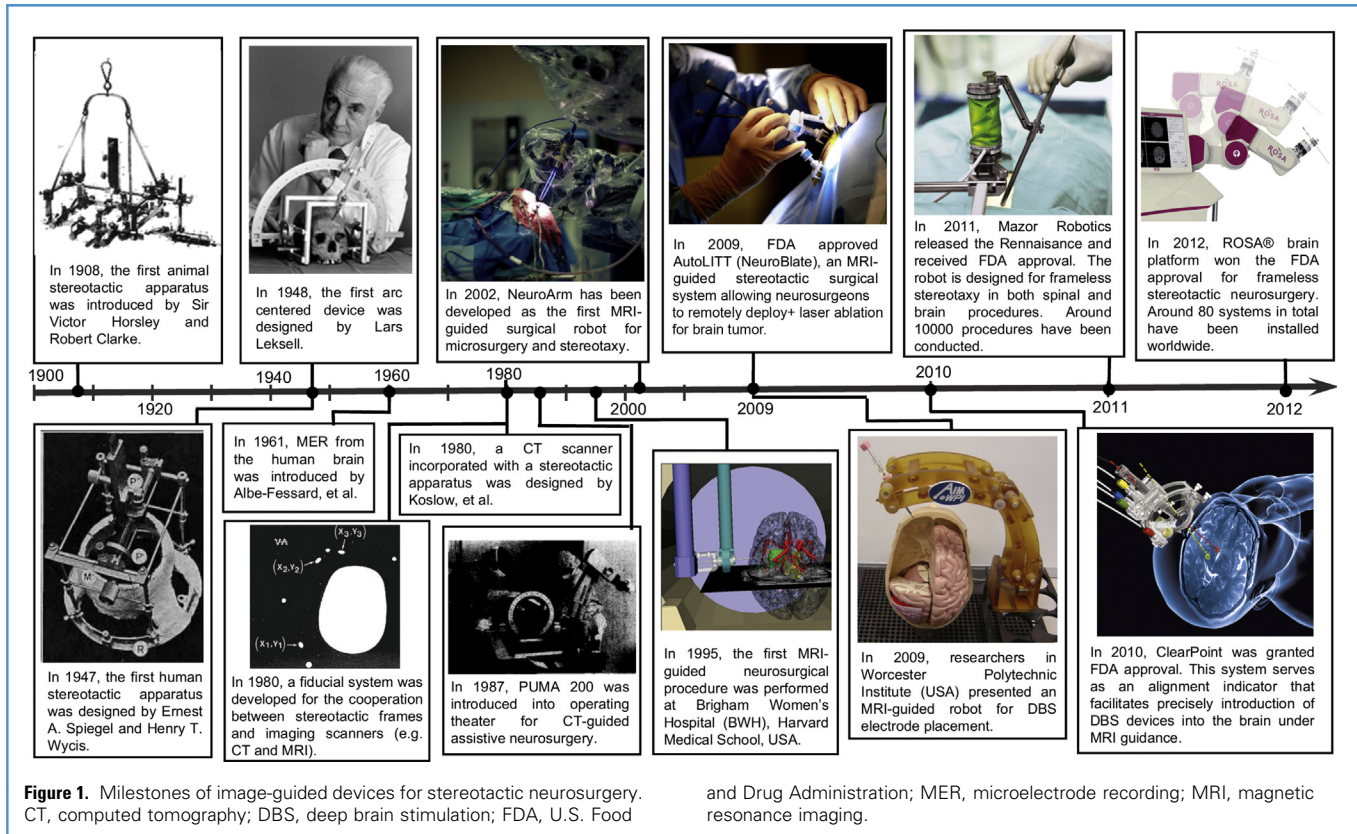 In 1908, the first animal
stereotactic apparatus
was introduced by Sir
Victor Horsley and
Robert Clarke.
In 1948, the first arc
centered device was
designed by Lars
Leksell.
In 2002, NeuroArm has been
developed as the first MRI-
guided surgical robot for
microsurgery and stereotaxy.
In 2009, FDA approved
AutoLITT (NeuroBlate), an MRI-
guided stereotactic surgical
system allowing neurosurgeons
to remotely deploy+ laser ablation
for brain tumor.
In 2011, Mazor Robotics
released the Rennaisance and
received FDA approval. The
robot is designed for frameless
stereotaxy in both spinal and
brain procedures. Around
10000 procedures have been
conducted.
ROSA
ROSA
ROSA
In 2012, ROSA® brain
platform won the FDA
approval for frameless
stereotactic neurosurgery.
Around 80 systems in total
have been installed
worldwide.
1900
1920
1940
1960
1980
2000
2009
2010
2011
2012
P'
P
M
R
In 1947, the first human
stereotactic apparatus
was designed by Ernest
A. Spiegel and Henry T.
Wycis.
In 1961, MER from
the human brain
was introduced by
Albe-Fessard, et al.
VA
(X3,Y3)
(X2,Y2)
(X1,Y1)
In 1980, a fiducial system was
developed for the cooperation
between stereotactic frames
and imaging scanners (e.g.
CT and MRI).
In 1980, a CT scanner
incorporated with a stereotactic
apparatus was designed by
Koslow, et al.
In 1987, PUMA 200 was
introduced into operating
theater for CT-guided
assistive neurosurgery.
In 1995, the first MRI-
guided neurosurgical
procedure was performed
at Brigham Women's
Hospital (BWH), Harvard
Medical School, USA.
AIM
WPI
In 2009, researchers in
Worcester Polytechnic
Institute (USA) presented an
MRI-guided robot for DBS
electrode placement.
In 2010, ClearPoint was granted
FDA approval. This system serves
as an alignment indicator that
facilitates precisely introduction of
DBS devices into the brain under
MRI guidance.
Figure 1. Milestones of image-guided devices for stereotactic neurosurgery.
CT, computed tomography; DBS, deep brain stimulation; FDA, U.S. Food
and Drug Administration; MER, microelectrode recording; MRI, magnetic
resonance imaging.